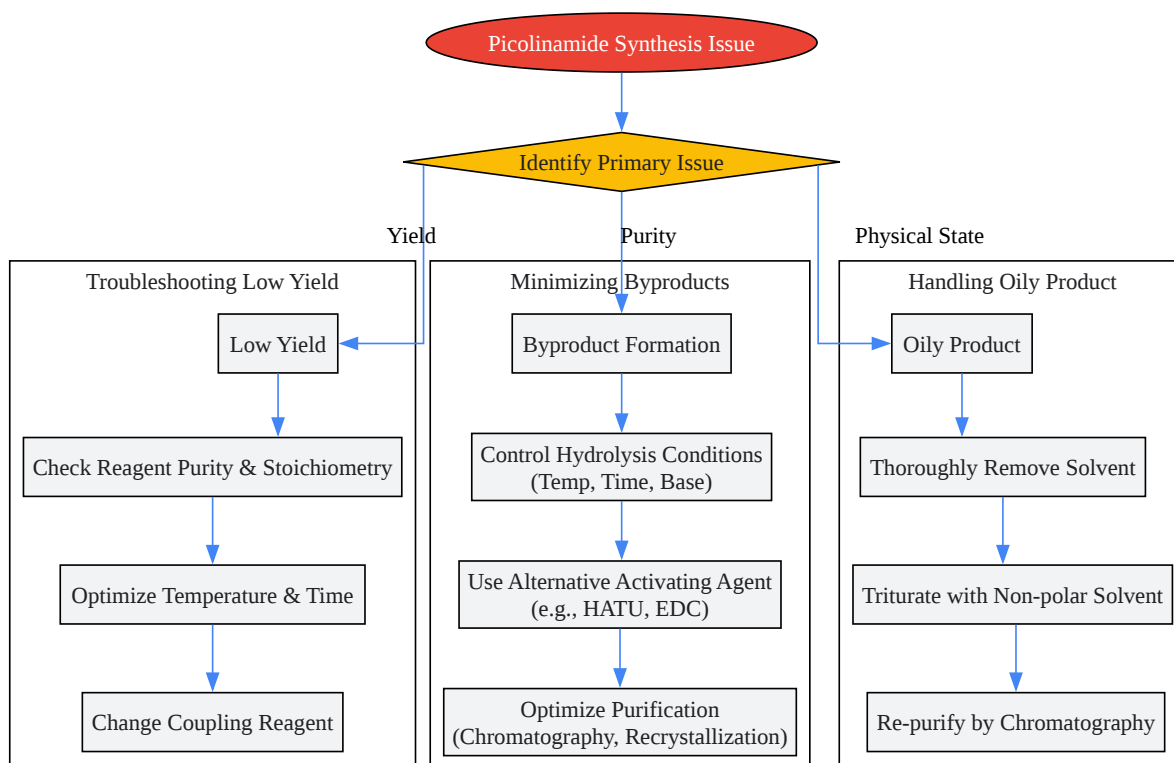 Picolinamide Synthesis Issue
Identify Primary Issue
Yield
Purity
Physical State
Troubleshooting Low Yield
Low Yield
Check Reagent Purity & Stoichiometry
Optimize Temperature & Time
Change Coupling Reagent
Minimizing Byproducts
Byproduct Formation
Control Hydrolysis Conditions
(Temp, Time, Base)
Use Alternative Activating Agent
(e.g., HATU, EDC)
Optimize Purification
(Chromatography, Recrystallization)
Handling Oily Product
Oily Product
Thoroughly Remove Solvent
Triturate with Non-polar Solvent
Re-purify by Chromatography